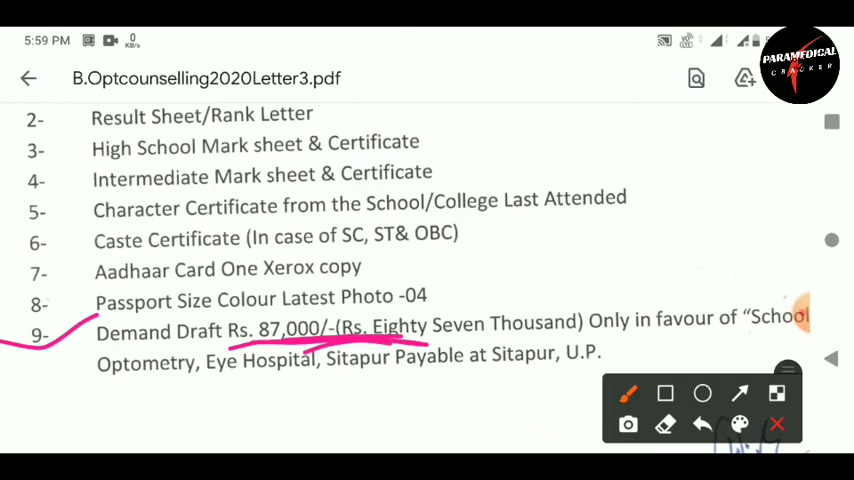 5:59 PM 0 KB/s
PARAMEDICAL
CRACKER
B.Optcounselling2020Letter3.pdf
2- Result Sheet/Rank Letter
3- High School Mark sheet & Certificate
4- Intermediate Mark sheet & Certificate
5- Character Certificate from the School/College Last Attended
6- Caste Certificate (In case of SC, ST& OBC)
7- Aadhaar Card One Xerox copy
8- Passport Size Colour Latest Photo -04
9- Demand Draft Rs. 87,000/-(Rs. Eighty Seven Thousand) Only in favour of “School
Optometry, Eye Hospital, Sitapur Payable at Sitapur, U.P.